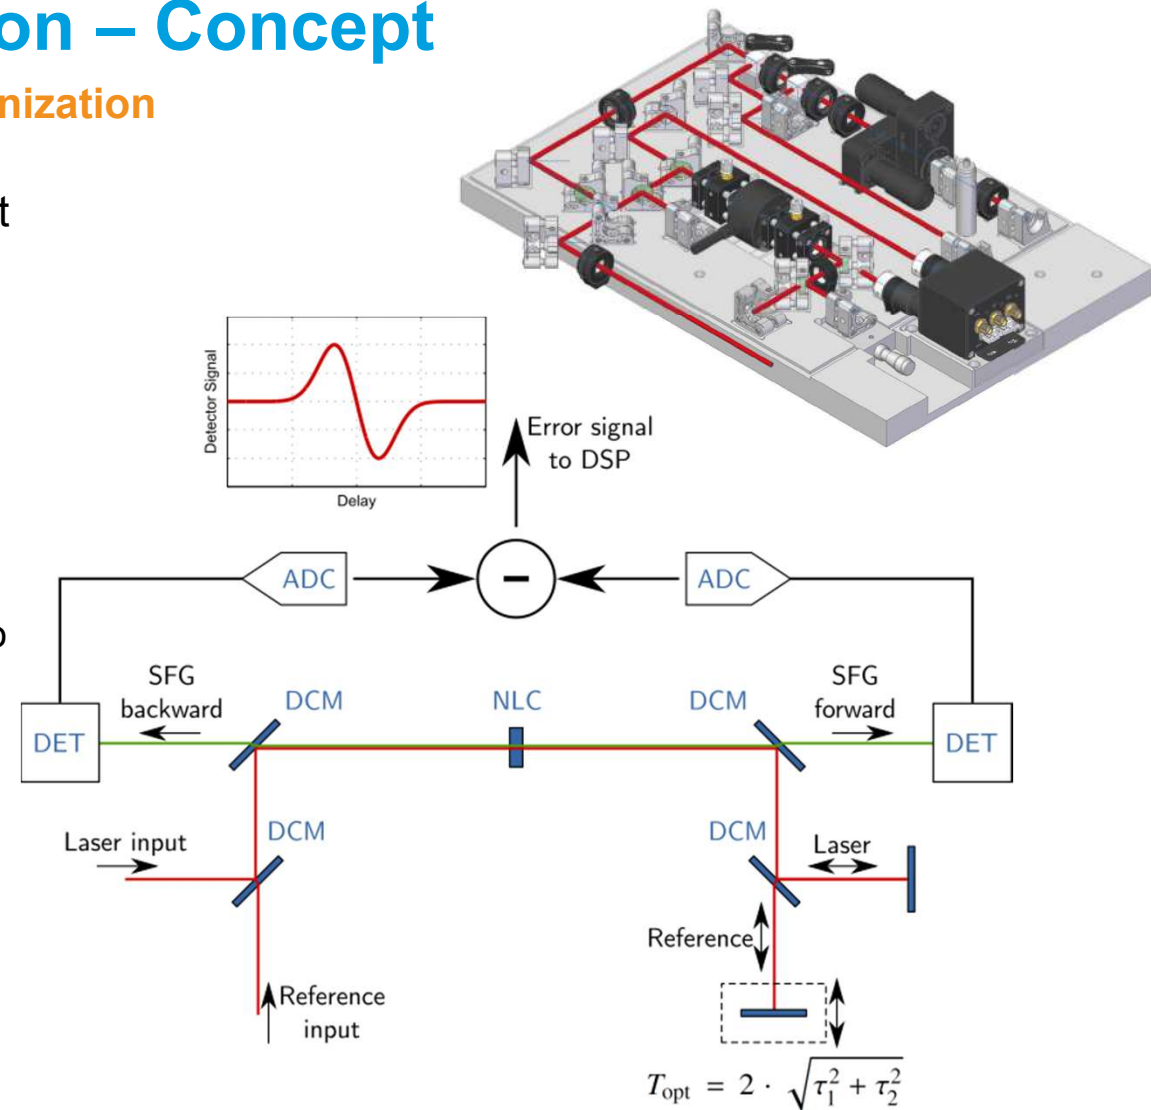 on – Concept
nization
t
Detector Signal
Delay
Error signal
to DSP
ADC
–
ADC
o
SFG
backward
DCM
NLC
DCM
SFG
forward
DET
DET
Laser input
DCM
DCM
Laser
Reference
Reference
input
T_opt = 2 · √(τ₁² + τ₂²)